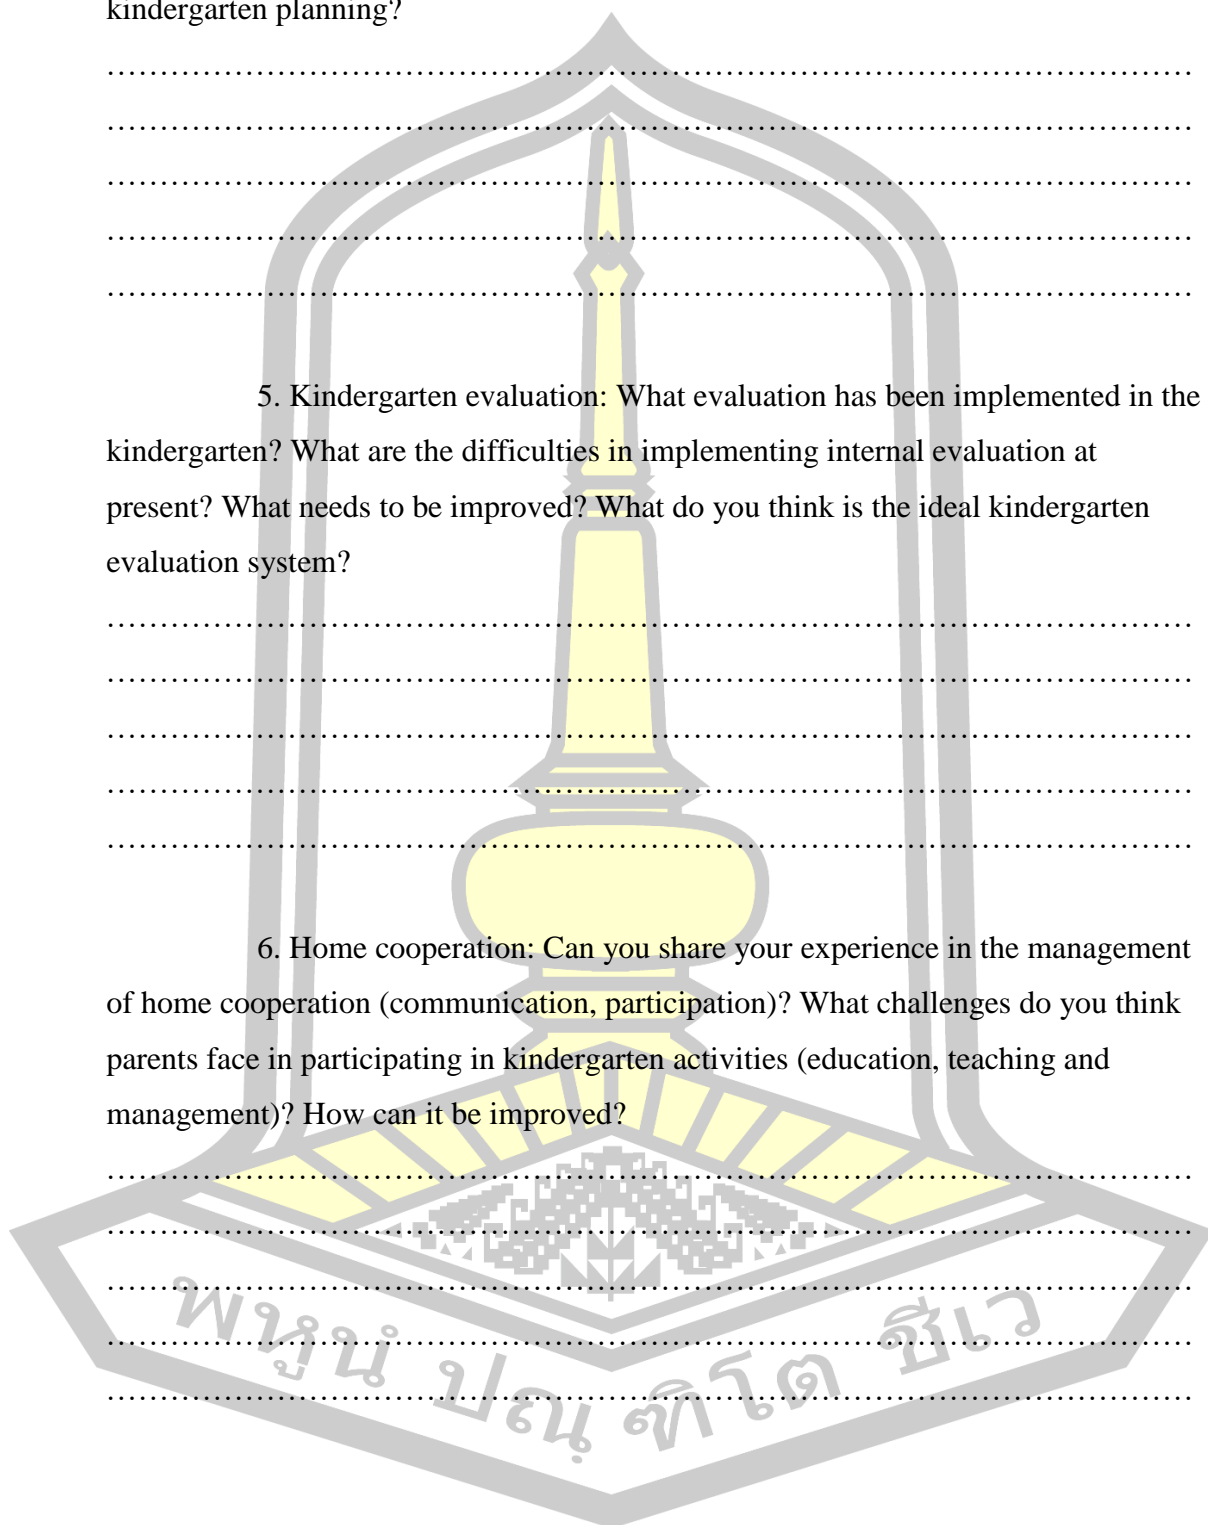 kindergarten planning?
……………………………………………………………………………………………
……………………………………………………………………………………………
……………………………………………………………………………………………
……………………………………………………………………………………………
……………………………………………………………………………………………
5. Kindergarten evaluation: What evaluation has been implemented in the
kindergarten? What are the difficulties in implementing internal evaluation at
present? What needs to be improved? What do you think is the ideal kindergarten
evaluation system?
……………………………………………………………………………………………
……………………………………………………………………………………………
……………………………………………………………………………………………
……………………………………………………………………………………………
……………………………………………………………………………………………
6. Home cooperation: Can you share your experience in the management
of home cooperation (communication, participation)? What challenges do you think
parents face in participating in kindergarten activities (education, teaching and
management)? How can it be improved?
……………………………………………………………………………………………
……………………………………………………………………………………………
……………………………………………………………………………………………
……………………………………………………………………………………………
……………………………………………………………………………………………
พหูนํ ปณฺฑิโต ชีเว